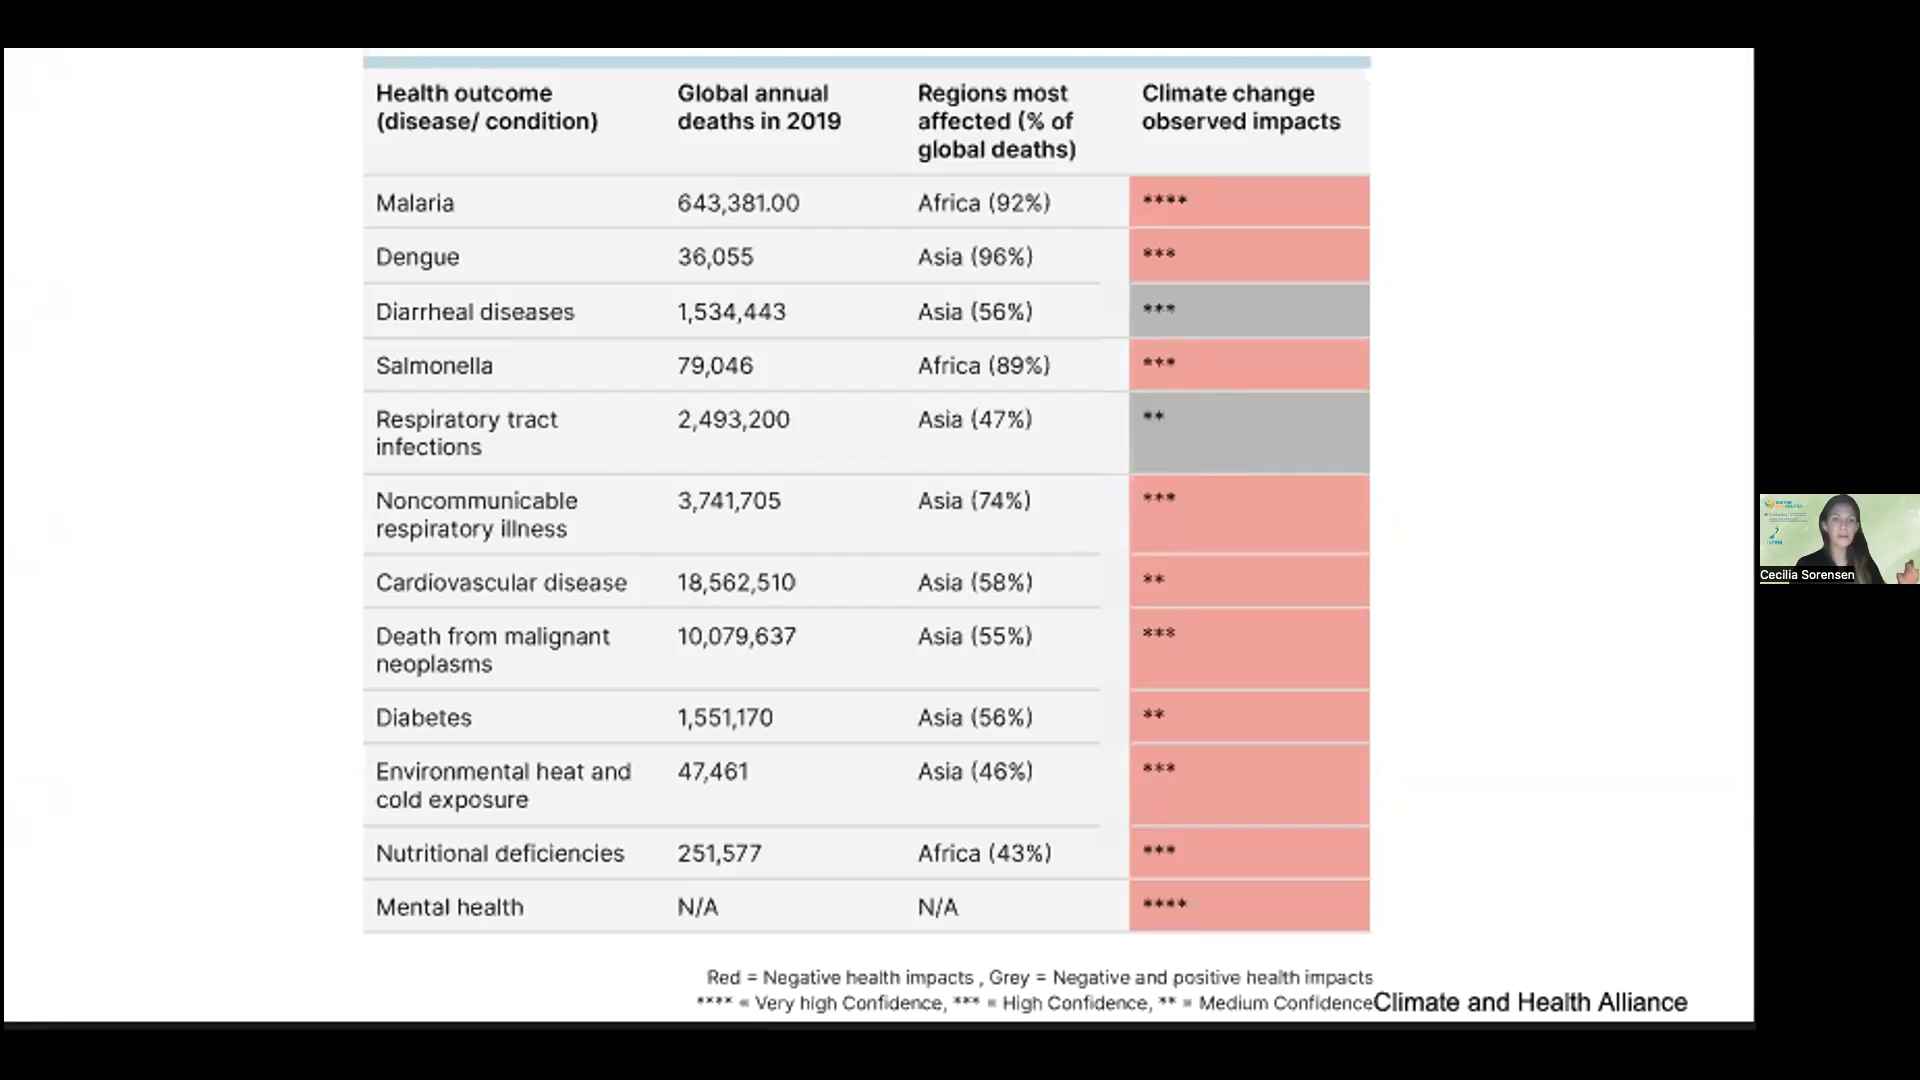 Health outcome (disease/ condition) Global annual deaths in 2019 Regions most affected (% of global deaths) Climate change observed impacts
Malaria 643,381.00 Africa (92%) ****
Dengue 36,055 Asia (96%) ***
Diarrheal diseases 1,534,443 Asia (56%) ***
Salmonella 79,046 Africa (89%) ***
Respiratory tract infections 2,493,200 Asia (47%) **
Noncommunicable respiratory illness 3,741,705 Asia (74%) ***
Cardiovascular disease 18,562,510 Asia (58%) **
Death from malignant neoplasms 10,079,637 Asia (55%) ***
Diabetes 1,551,170 Asia (56%) **
Environmental heat and cold exposure 47,461 Asia (46%) ***
Nutritional deficiencies 251,577 Africa (43%) ***
Mental health N/A N/A ****
Red = Negative health impacts , Grey = Negative and positive health impacts
**** = Very high Confidence, *** = High Confidence, ** = Medium Confidence
Climate and Health Alliance
Cecilia Sorensen